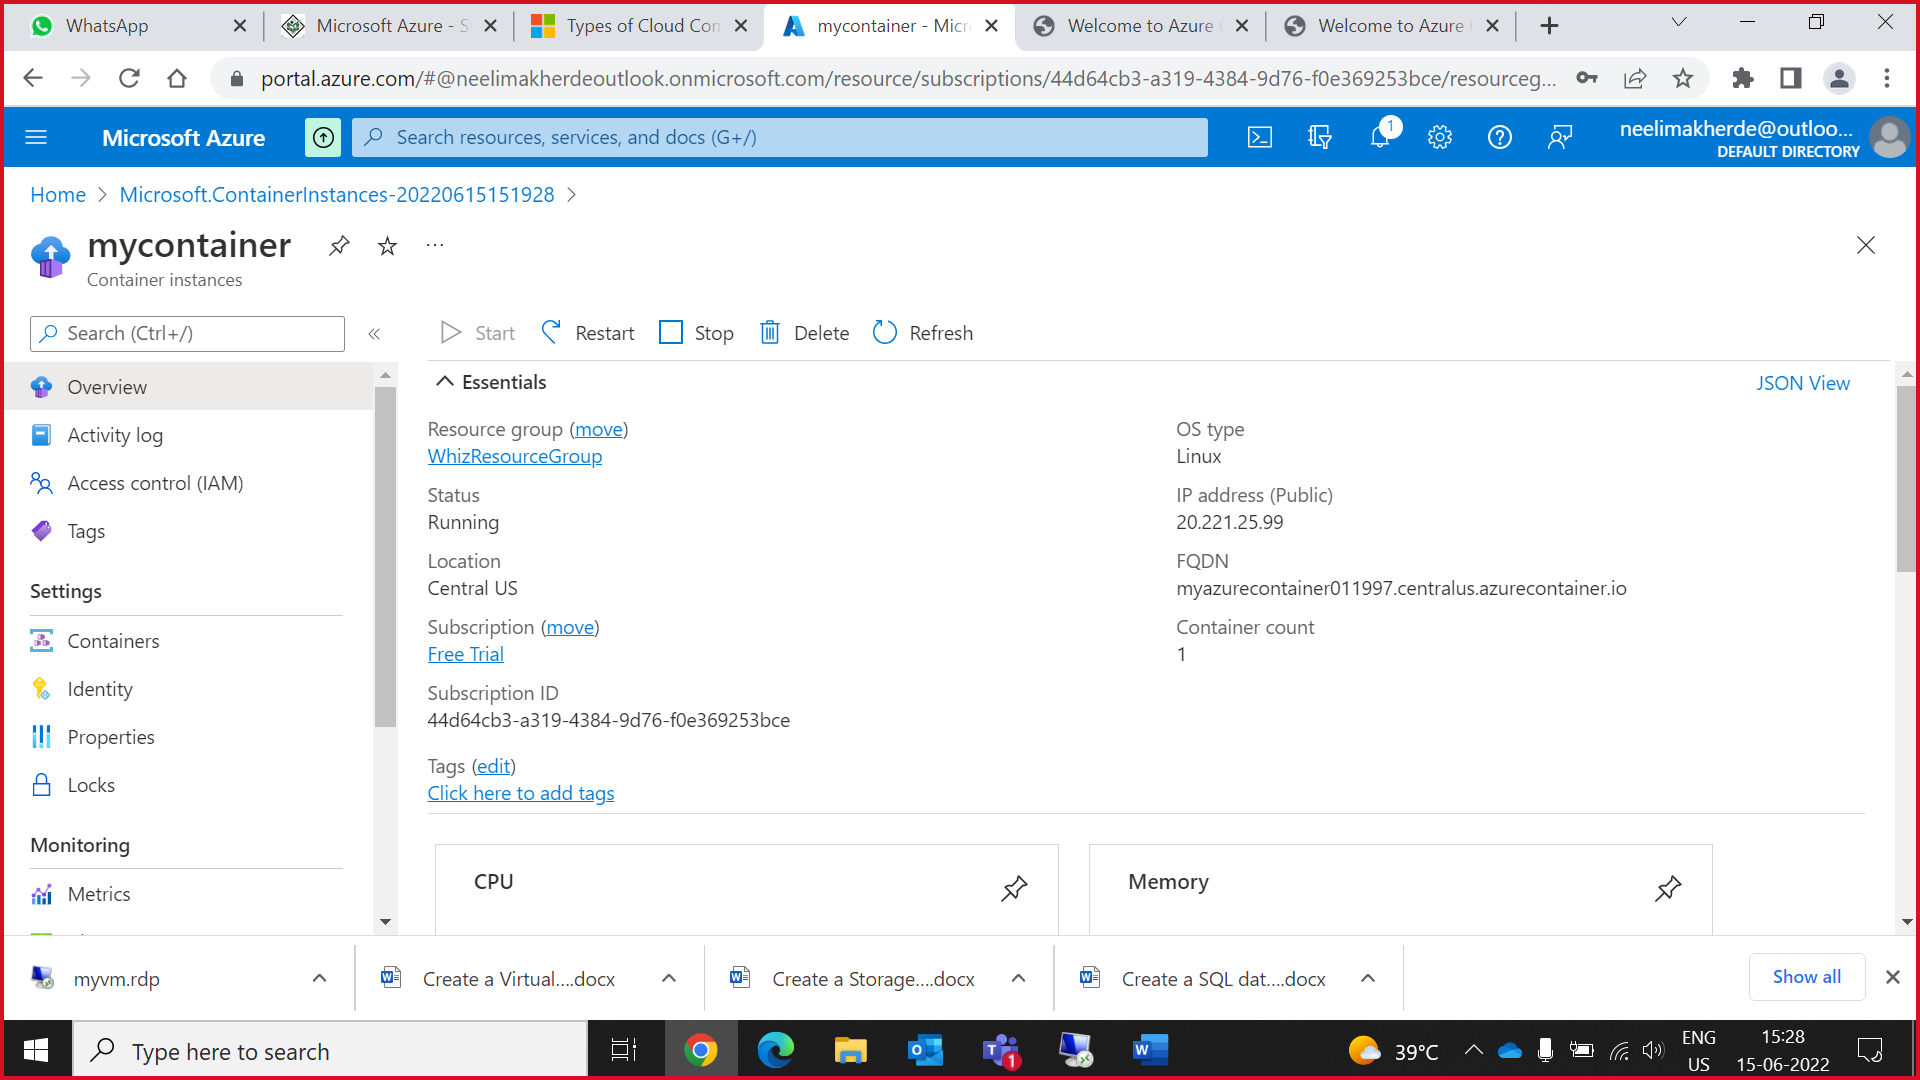 WhatsApp
Microsoft Azure - S
Types of Cloud Com
mycontainer - Micr
Welcome to Azure C
Welcome to Azure C
portal.azure.com/#@neelimakherdeoutlook.onmicrosoft.com/resource/subscriptions/44d64cb3-a319-4384-9d76-f0e369253bce/resourceg...
Microsoft Azure
Search resources, services, and docs (G+/)
1
neelimakherde@outloo...
DEFAULT DIRECTORY
Home > Microsoft.ContainerInstances-20220615151928 >
mycontainer
Container instances
Search (Ctrl+/)
Start
Restart
Stop
Delete
Refresh
Overview
Activity log
Access control (IAM)
Tags
Settings
Containers
Identity
Properties
Locks
Monitoring
Metrics
Essentials
JSON View
Resource group (move)
WhizResourceGroup
Status
Running
Location
Central US
Subscription (move)
Free Trial
Subscription ID
44d64cb3-a319-4384-9d76-f0e369253bce
Tags (edit)
Click here to add tags
OS type
Linux
IP address (Public)
20.221.25.99
FQDN
myazurecontainer011997.centralus.azurecontainer.io
Container count
1
CPU
Memory
myvm.rdp
Create a Virtual....docx
Create a Storage....docx
Create a SQL dat....docx
Show all
Type here to search
1
39°C
ENG
US
15:28
15-06-2022